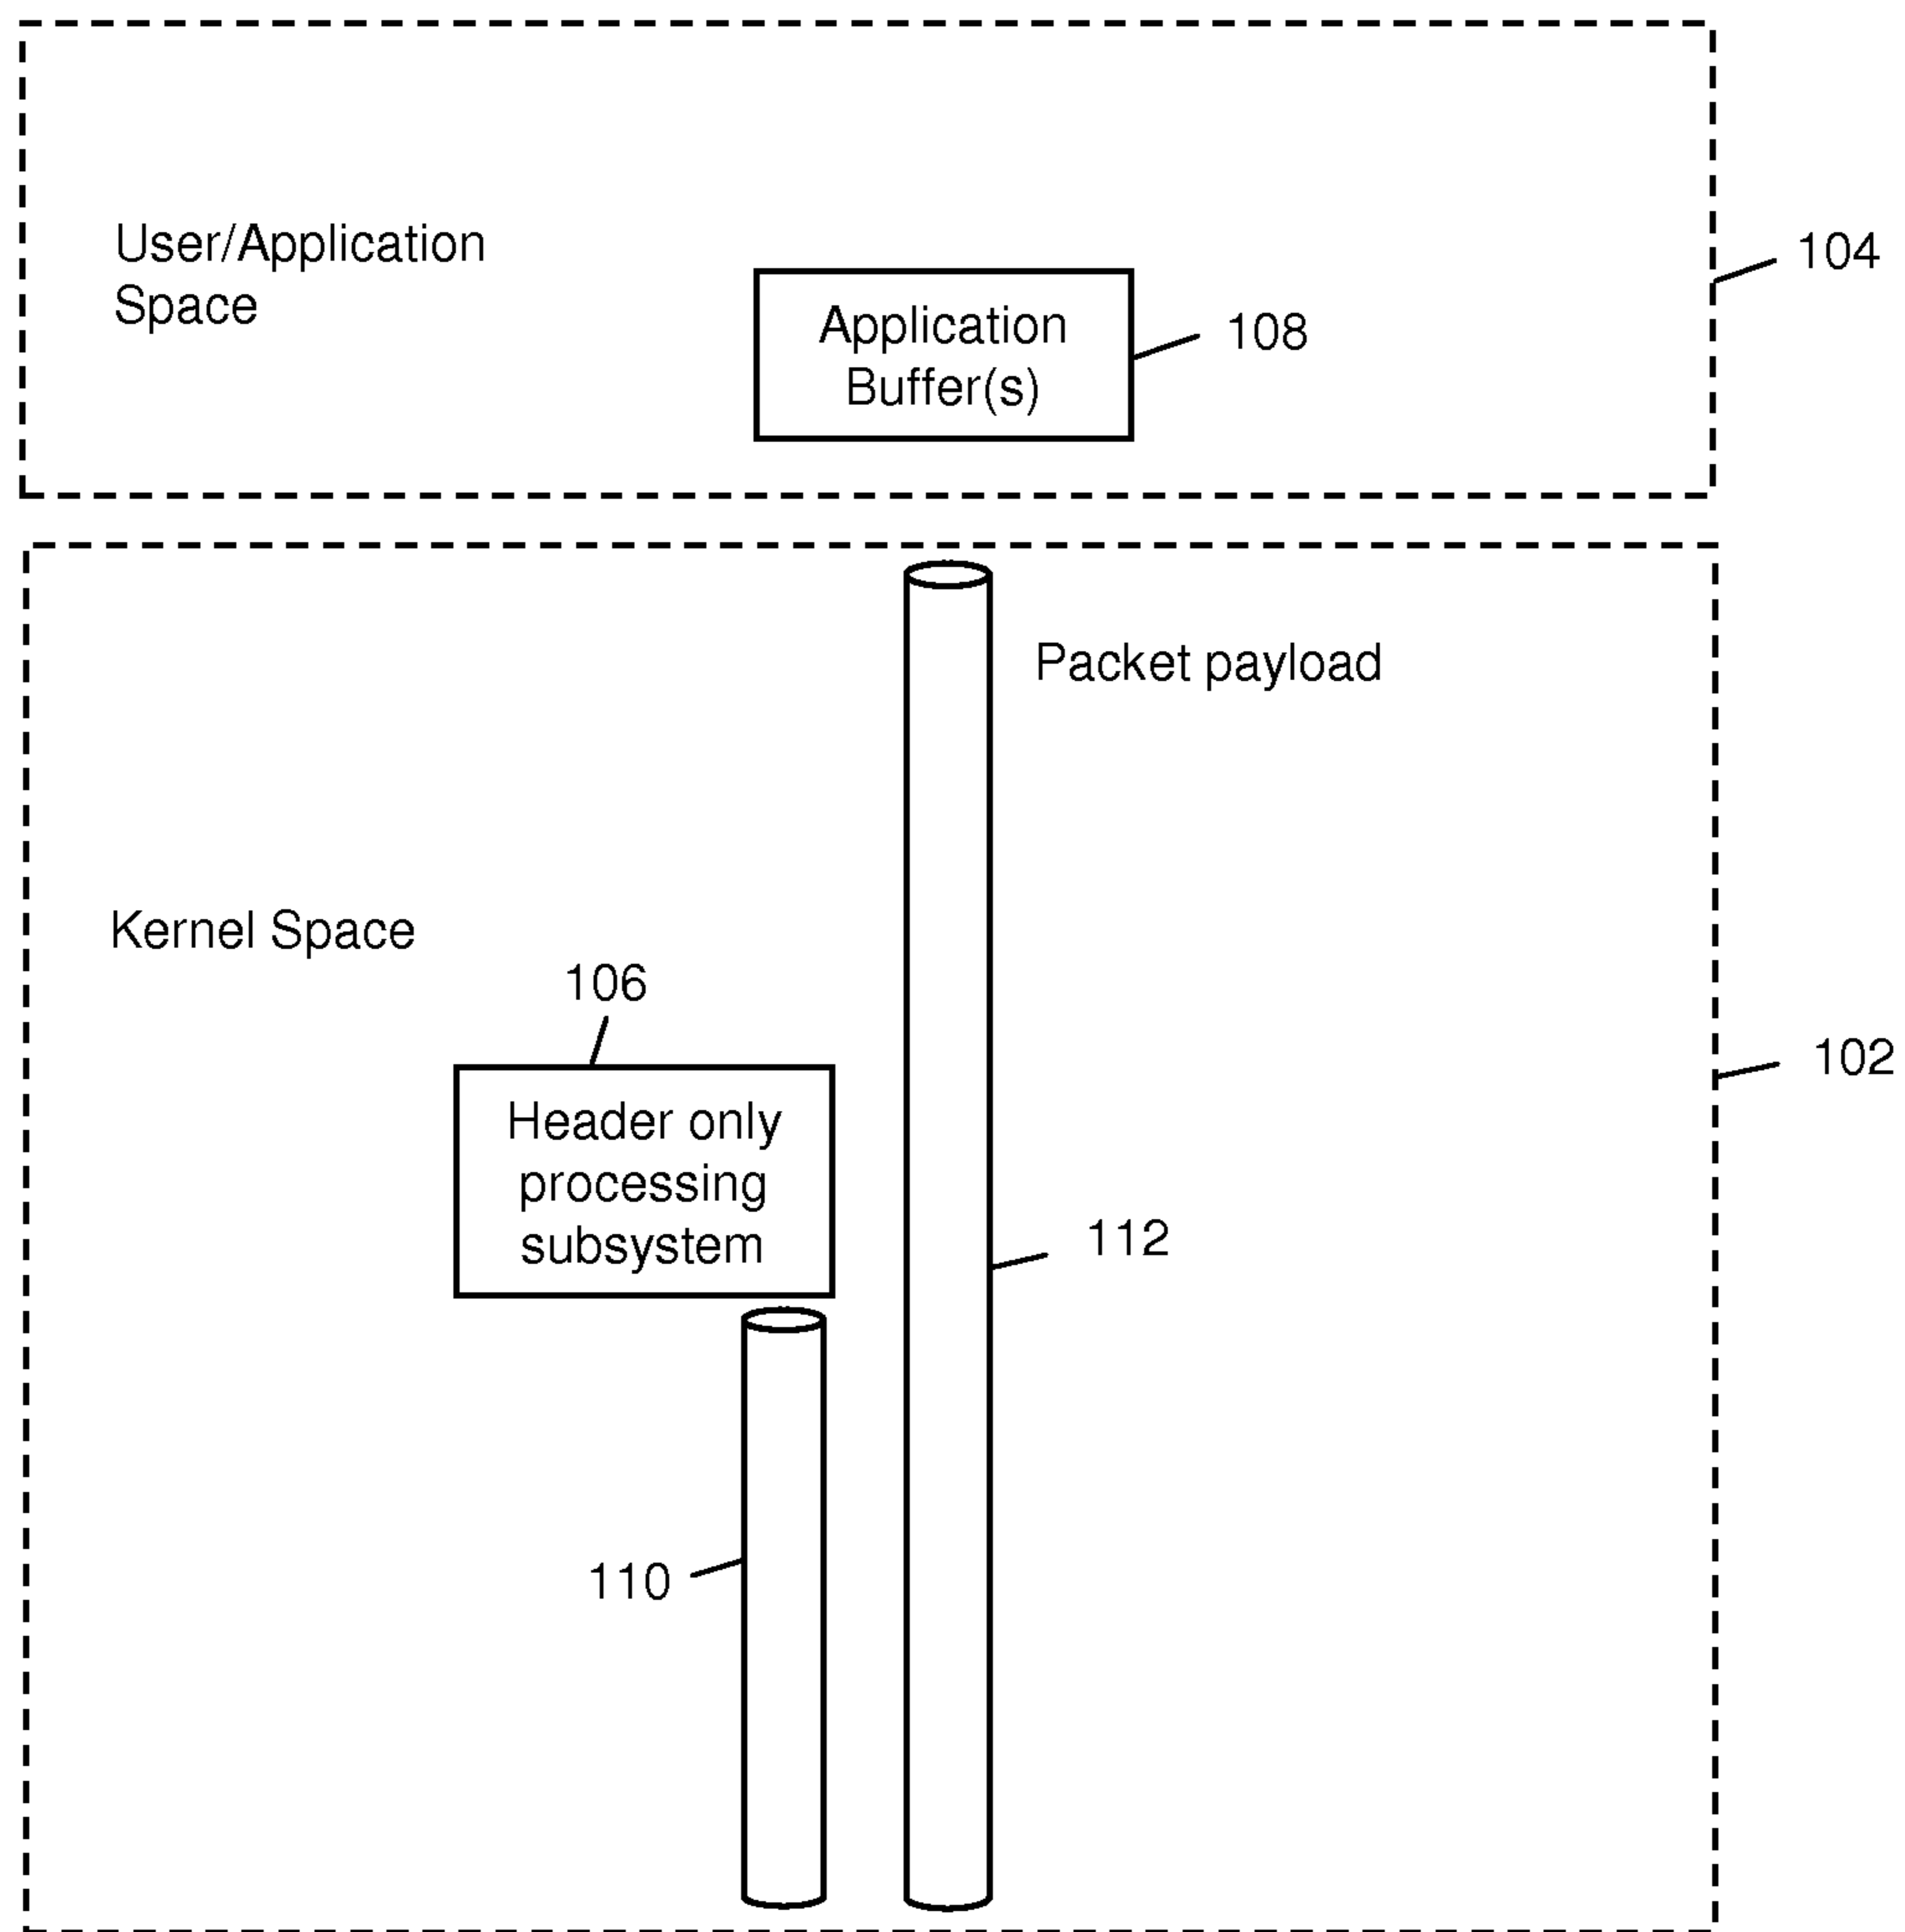 User/Application
Space
104
Application
Buffer(s)
108
Packet payload
Kernel Space
106
102
Header only
processing
subsystem
112
110